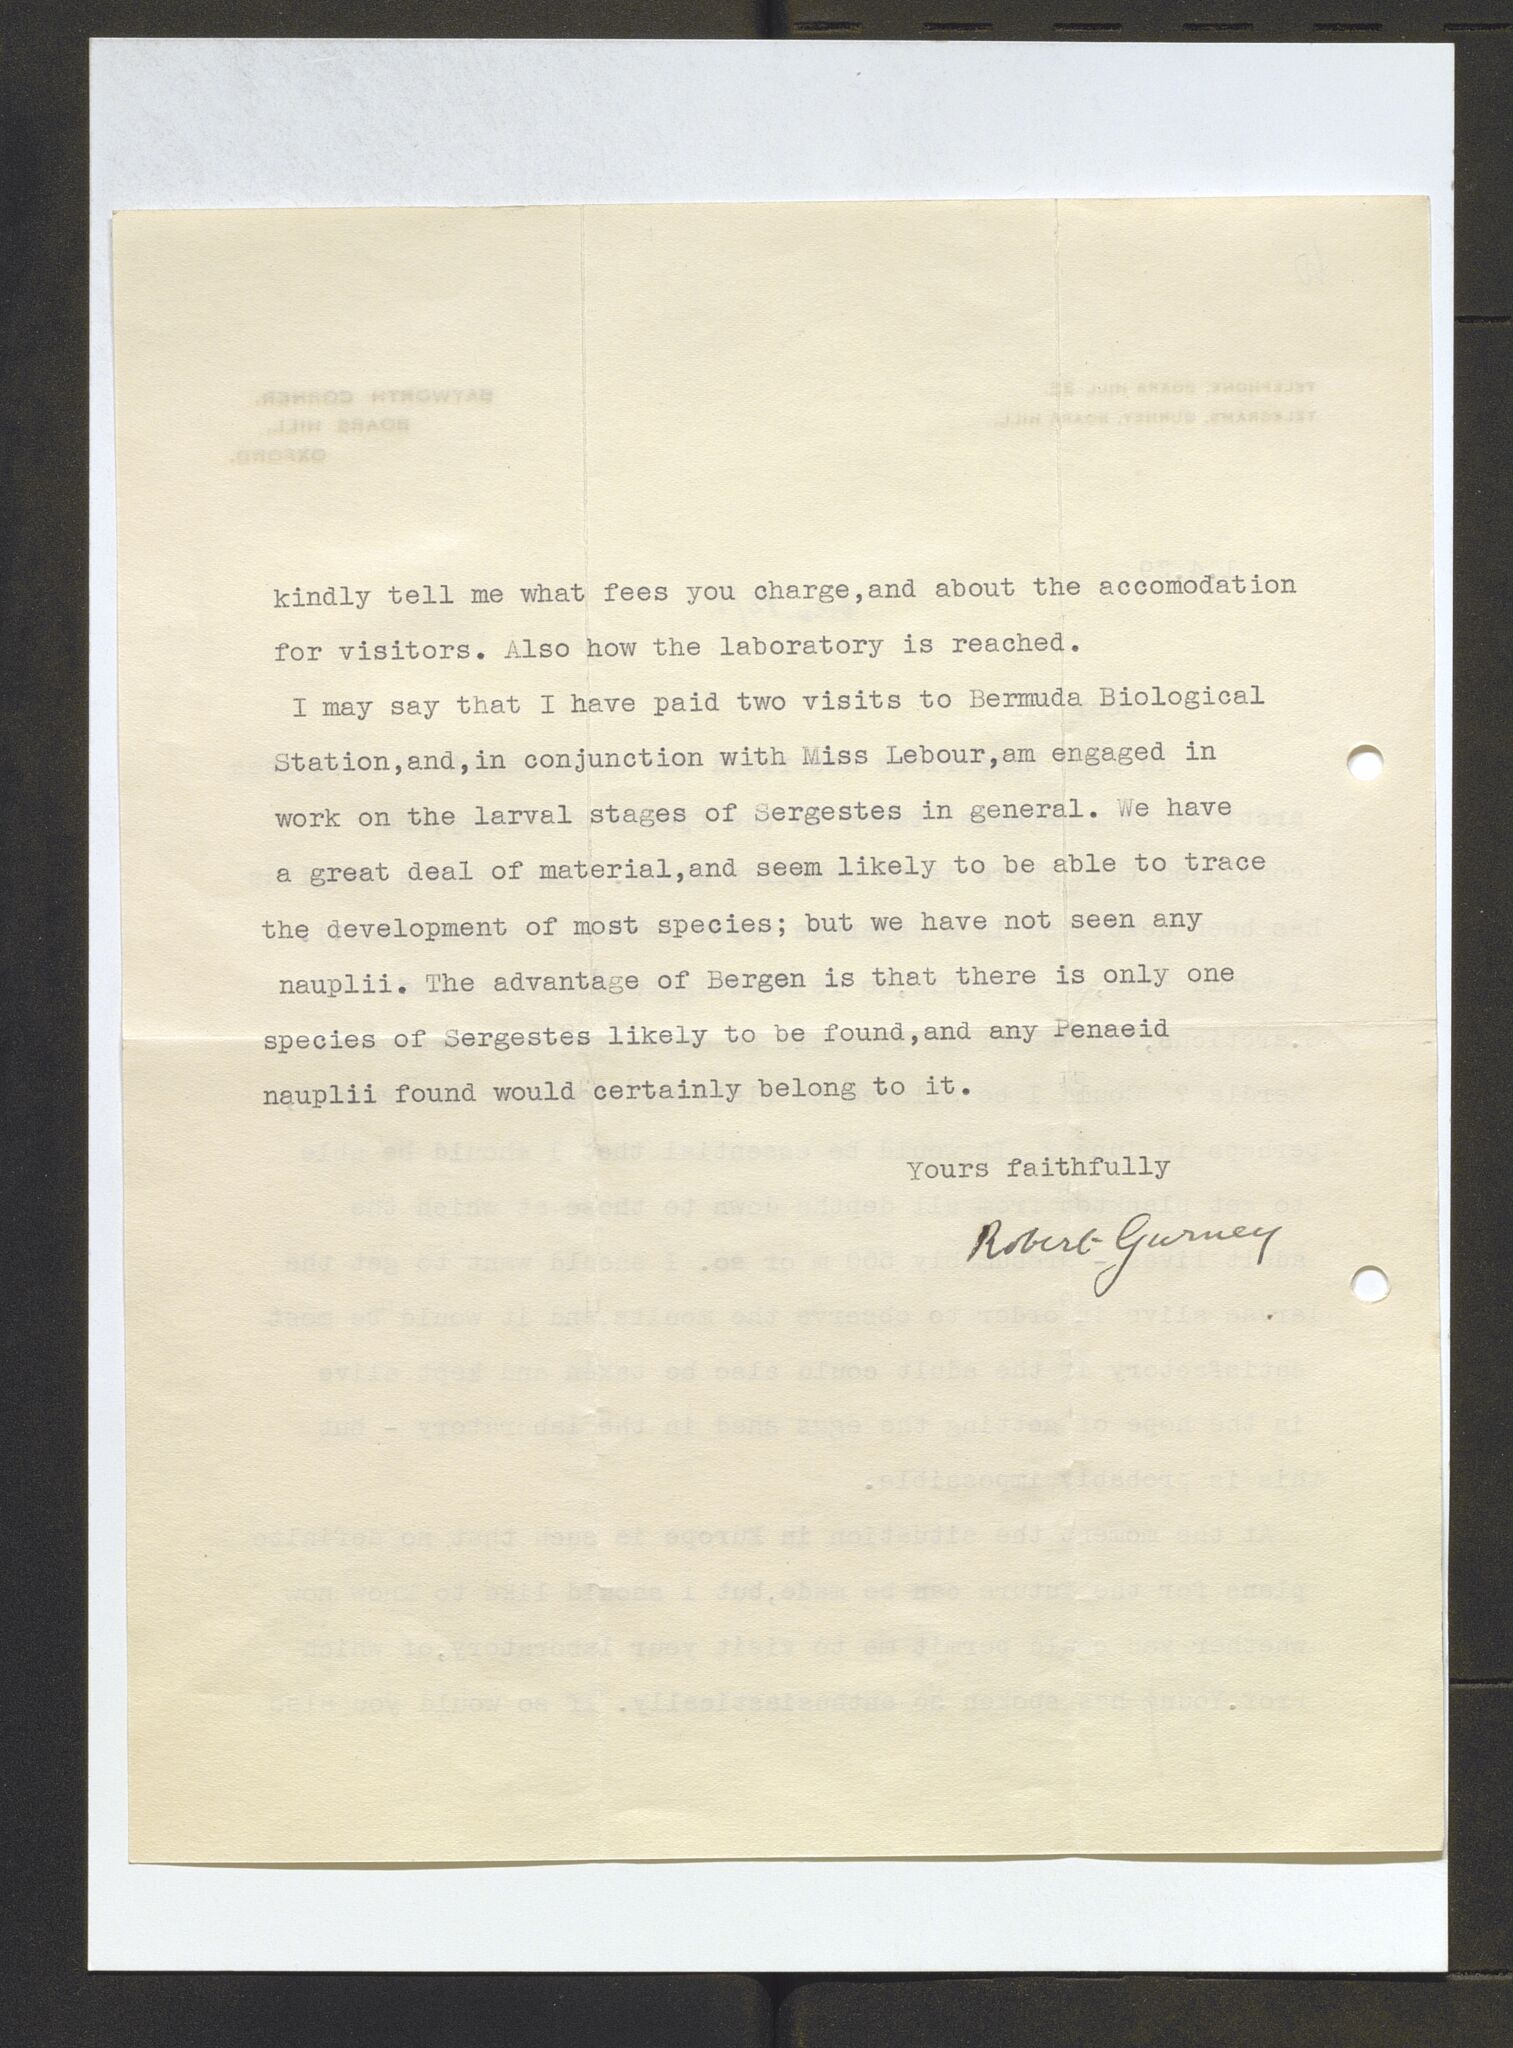 kindly tell me what fees you charge,and about the accomodation
for visitors. Also how the laboratory is reached.
I may say that I have paid two visits to Bermuda Biological
Station,and,in conjunction with Miss Lebour,am engaged in
work on the larval stages of Sergestes in general. We have
a great deal of material,and seem likely to be able to trace
the development of most species; but we have not seen any
nauplii. The advantage of Bergen is that there is only one
species of Sergestes likely to be found,and any Penaeid
nauplii found would certainly belong to it.
Yours faithfully
Robert Gurney